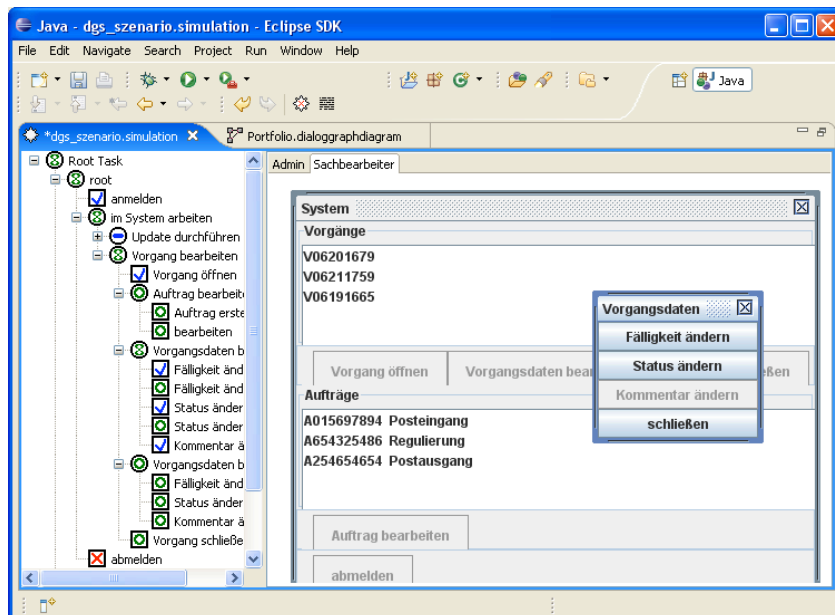 Java - dgs_szenario.simulation - Eclipse SDK
File Edit Navigate Search Project Run Window Help
Java
*dgs_szenario.simulation
Portfolio.dialoggraphdiagram
Root Task
root
anmelden
im System arbeiten
Update durchführen
Vorgang bearbeiten
Vorgang öffnen
Auftrag bearbeit
Auftrag erste
bearbeiten
Vorgangsdaten b
Fälligkeit änd
Fälligkeit änd
Status änder
Status änder
Kommentar ä
Vorgangsdaten b
Fälligkeit änd
Status änder
Kommentar ä
Vorgang schließe
abmelden
Admin Sachbearbeiter
System
Vorgänge
V06201679
V06211759
V06191665
Vorgang öffnen Vorgangsdaten bear ßen
Aufträge
A015697894 Posteingang
A654325486 Regulierung
A254654654 Postausgang
Auftrag bearbeiten
abmelden
Vorgangsdaten
Fälligkeit ändern
Status ändern
Kommentar ändern
schließen